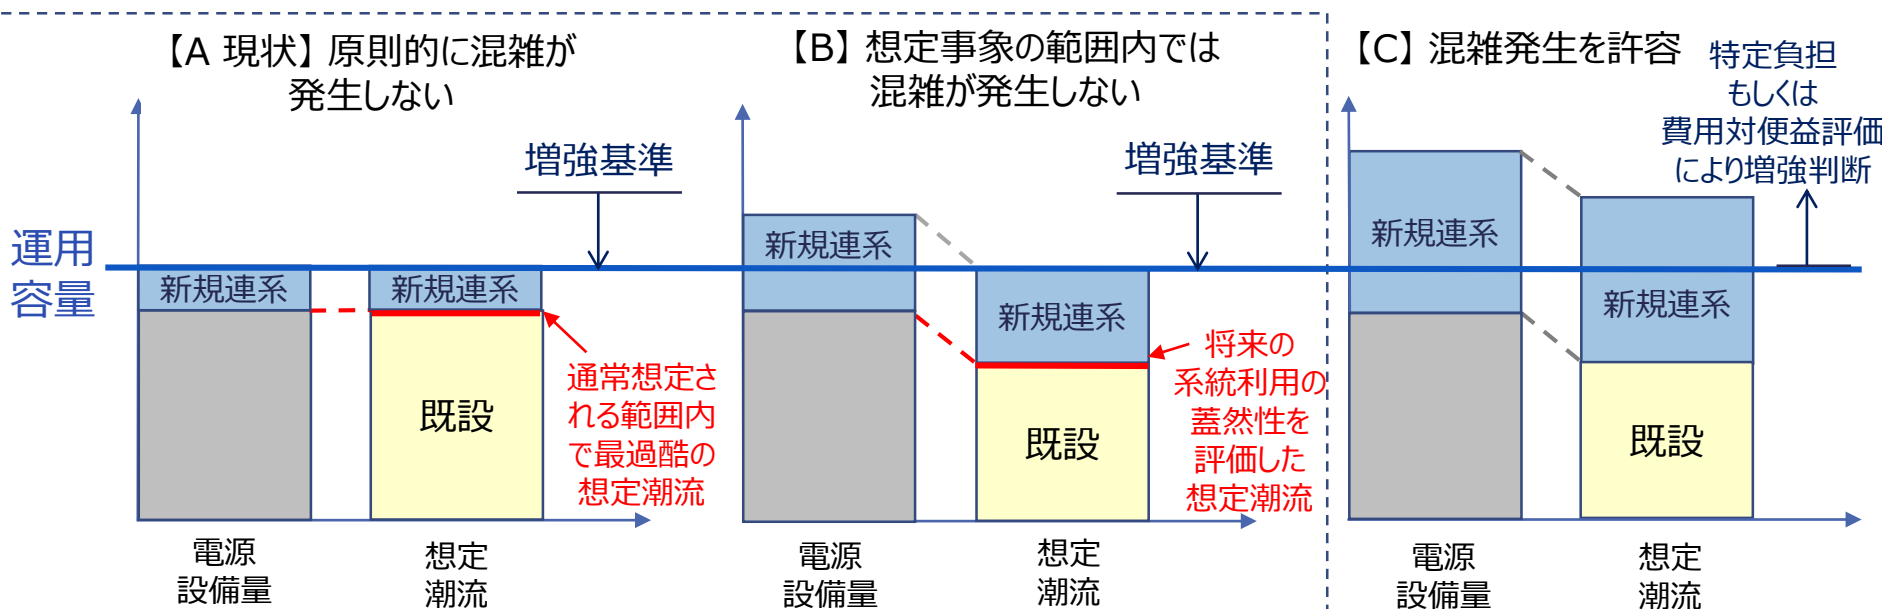 【A 現状】原則的に混雑が
発生しない
【B】想定事象の範囲内では
混雑が発生しない
【C】混雑発生を許容
特定負担
もしくは
費用対便益評価
により増強判断
増強基準
増強基準
運用
容量
新規連系
新規連系
通常想定さ
れる範囲内
で最過酷の
想定潮流
既設
電源
設備量
想定
潮流
新規連系
新規連系
将来の
系統利用の
蓋然性を
評価した
想定潮流
既設
電源
設備量
想定
潮流
新規連系
新規連系
既設
電源
設備量
想定
潮流